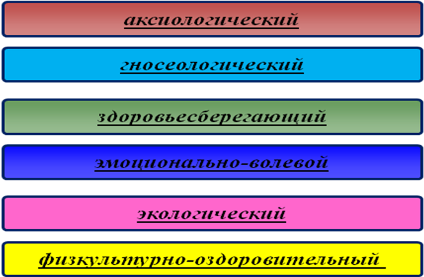 аксиологический
гносеологический
здоровьесберегающий
эмоционально-волевой
экологический
физкультурно-оздоровительный